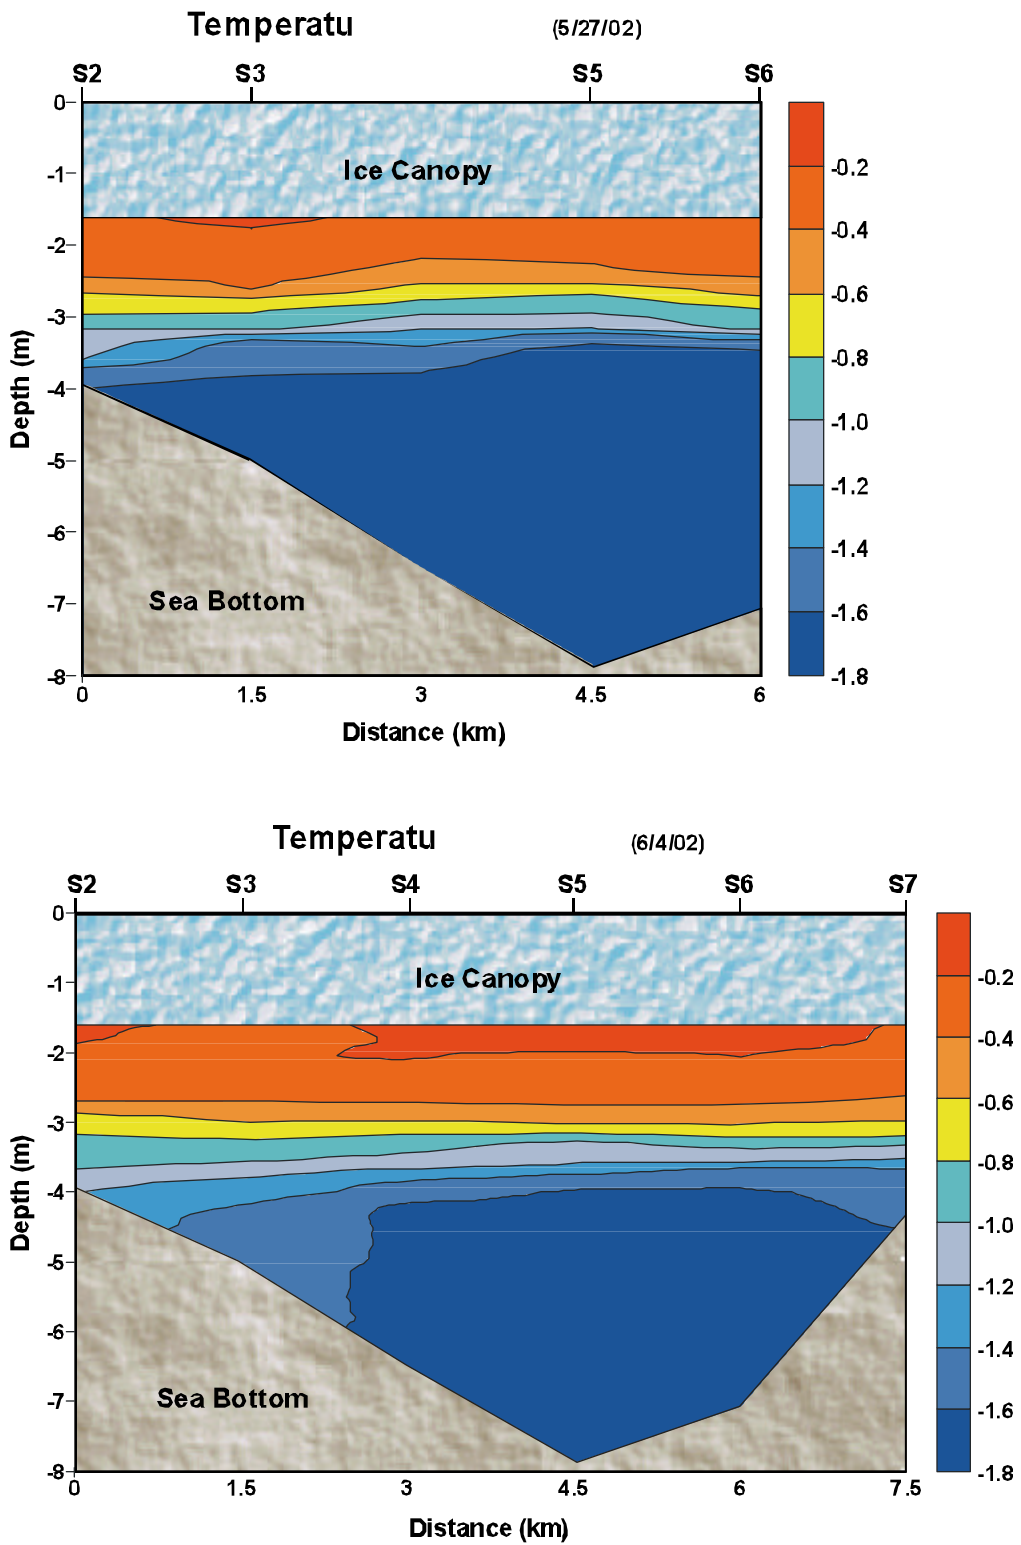 Temperatu (5/27/02)
S2 S3 S5 S6
0
-1
-2
-3
-4
-5
-6
-7
-8
Depth (m)
Ice Canopy
Sea Bottom
0 1.5 3 4.5 6
Distance (km)
-0.2
-0.4
-0.6
-0.8
-1.0
-1.2
-1.4
-1.6
-1.8
Temperatu (6/4/02)
S2 S3 S4 S5 S6 S7
0
-1
-2
-3
-4
-5
-6
-7
-8
Depth (m)
Ice Canopy
Sea Bottom
0 1.5 3 4.5 6 7.5
Distance (km)
-0.2
-0.4
-0.6
-0.8
-1.0
-1.2
-1.4
-1.6
-1.8